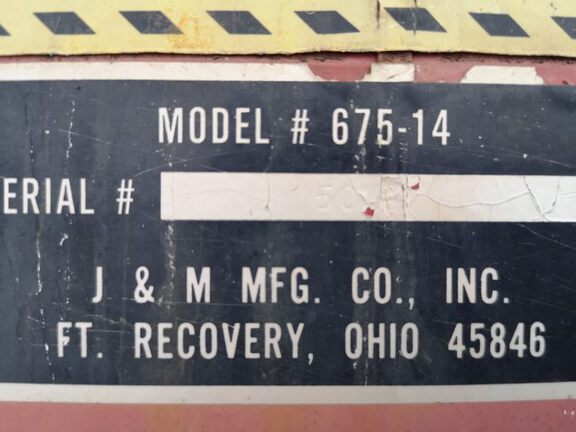 MODEL # 675-14
ERIAL #
J & M MFG. CO., INC.
FT. RECOVERY, OHIO 45846